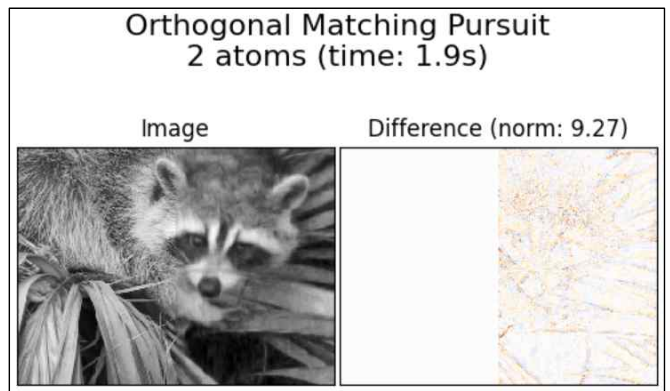 Orthogonal Matching Pursuit
2 atoms (time: 1.9s)
Image
Difference (norm: 9.27)